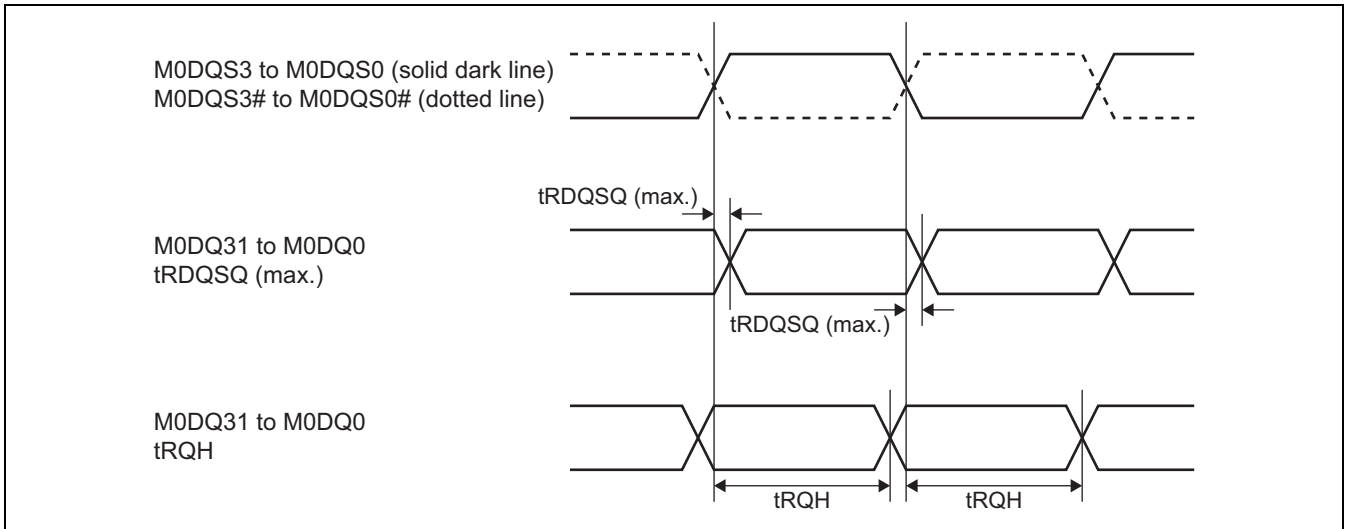 M0DQS3 to M0DQS0 (solid dark line)
M0DQS3# to M0DQS0# (dotted line)
tRDQSQ (max.)
M0DQ31 to M0DQ0
tRDQSQ (max.)
tRDQSQ (max.)
M0DQ31 to M0DQ0
tRQH
tRQH
tRQH